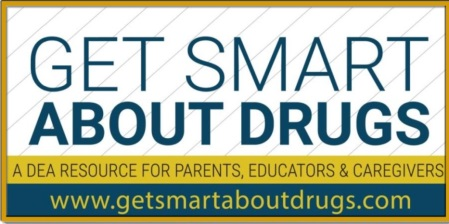 GET SMART
ABOUT DRUGS
A DEA RESOURCE FOR PARENTS, EDUCATORS & CAREGIVERS
www.getsmartaboutdrugs.com